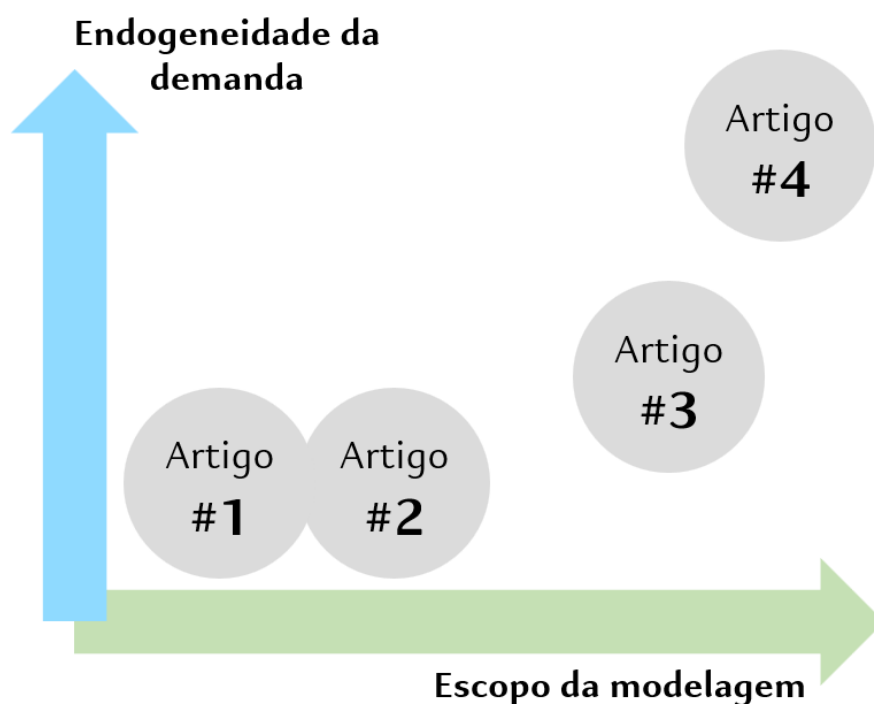 Endogeneidade da
demanda
Artigo
#4
Artigo
#3
Artigo
#1
Artigo
#2
Escopo da modelagem